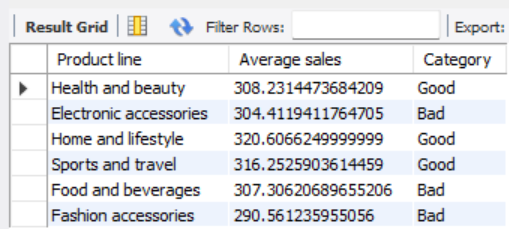 Result Grid Filter Rows: Export:
Product line Average sales Category
Health and beauty 308.2314473684209 Good
Electronic accessories 304.4119411764705 Bad
Home and lifestyle 320.6066249999999 Good
Sports and travel 316.2525903614459 Good
Food and beverages 307.30620689655206 Bad
Fashion accessories 290.561235955056 Bad